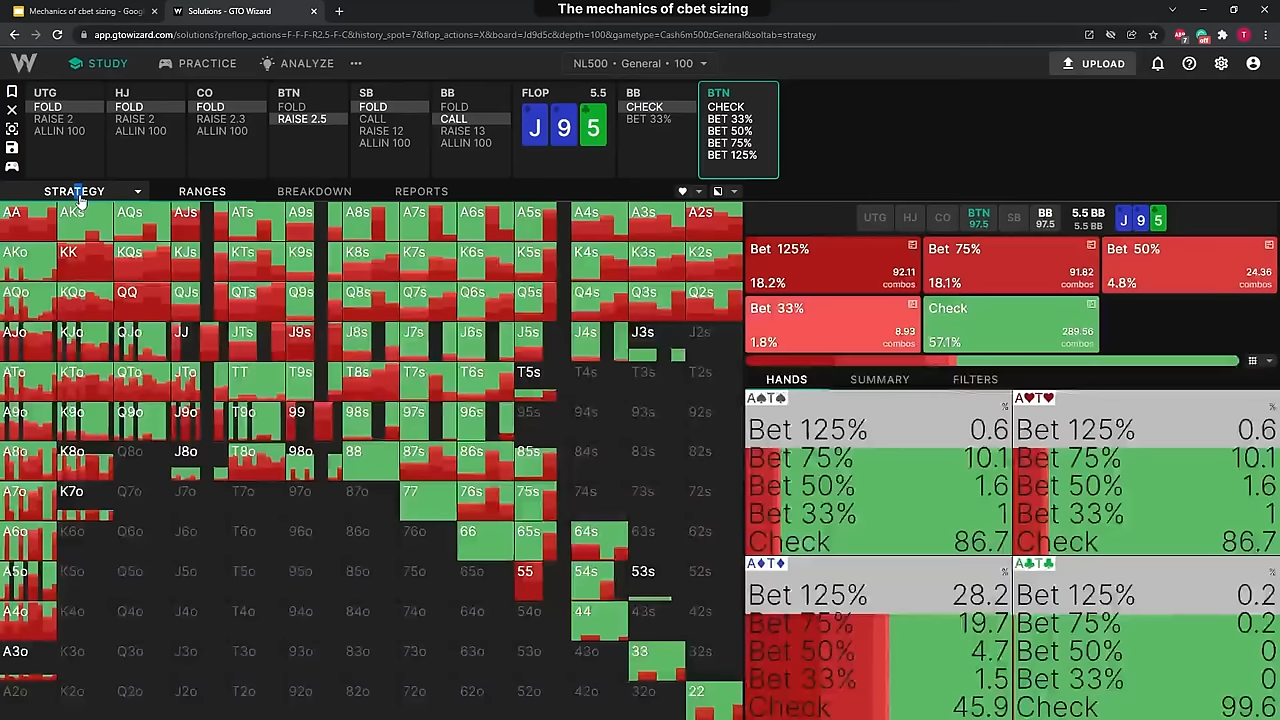 The mechanics of cbet sizing
Mechanics of cbet sizing - Googl
Solutions - GTO Wizard
app.gtowizard.com/solutions?preflop_actions=F-F-F-R2.5-F-C&history_spot=7&flop_actions=X&board=Jd9d5c&depth=100&gametype=Cash6m500zGeneral&soltab=strategy
W STUDY PRACTICE ANALYZE NL500 • General • 100 UPLOAD
UTG HJ CO BTN SB BB FLOP 5.5 BB BTN
FOLD FOLD FOLD FOLD FOLD FOLD CHECK CHECK
RAISE 2 RAISE 2 RAISE 2.3 RAISE 2.5 CALL CALL BET 33% BET 33%
ALLIN 100 ALLIN 100 ALLIN 100 RAISE 12 RAISE 13 J 9 5 BET 50%
ALLIN 100 ALLIN 100 BET 75%
BET 125%
STRATEGY RANGES BREAKDOWN REPORTS
AA AKs AQs AJs ATs A9s A8s A7s A6s A5s A4s A3s A2s
AKo KK KQs KJs KTs K9s K8s K7s K6s K5s K4s K3s K2s
AQo KQo QQ QJs QTs Q9s Q8s Q7s Q6s Q5s Q4s Q3s Q2s
AJo KJo QJo JJ JTs J9s J8s J7s J6s J5s J4s J3s J2s
ATo KTo QTo JTo TT T9s T8s T7s T6s T5s T4s T3s T2s
A9o K9o Q9o J9o T9o 99 98s 97s 96s 95s 94s 93s 92s
A8o K8o Q8o J8o T8o 98o 88 87s 86s 85s 84s 83s 82s
A7o K7o Q7o J7o T7o 97o 87o 77 76s 75s 74s 73s 72s
A6o K6o Q6o J6o T6o 96o 86o 76o 66 65s 64s 63s 62s
A5o K5o Q5o J5o T5o 95o 85o 75o 65o 55 54s 53s 52s
A4o K4o Q4o J4o T4o 94o 84o 74o 64o 54o 44 43s 42s
A3o K3o Q3o J3o T3o 93o 83o 73o 63o 53o 43o 33 32s
A2o K2o Q2o J2o T2o 92o 82o 72o 62o 52o 42o 32o 22
UTG HJ CO BTN 97.5 SB BB 97.5 5.5 BB 5.5 BB J 9 5
Bet 125% Bet 75% Bet 50%
18.2% 92.11 combos 18.1% 91.82 combos 4.8% 24.36 combos
Bet 33% Check
1.8% 8.93 combos 57.1% 289.56 combos
HANDS SUMMARY FILTERS
A♠T♠ % A♥T♥ %
Bet 125% 0.6 Bet 125% 0.6
Bet 75% 10.1 Bet 75% 10.1
Bet 50% 1.6 Bet 50% 1.6
Bet 33% 1 Bet 33% 1
Check 86.7 Check 86.7
A♦T♦ % A♣T♣ %
Bet 125% 28.2 Bet 125% 0.2
Bet 75% 19.7 Bet 75% 0.2
Bet 50% 4.7 Bet 50% 0
Bet 33% 1.5 Bet 33% 0
Check 45.9 Check 99.6